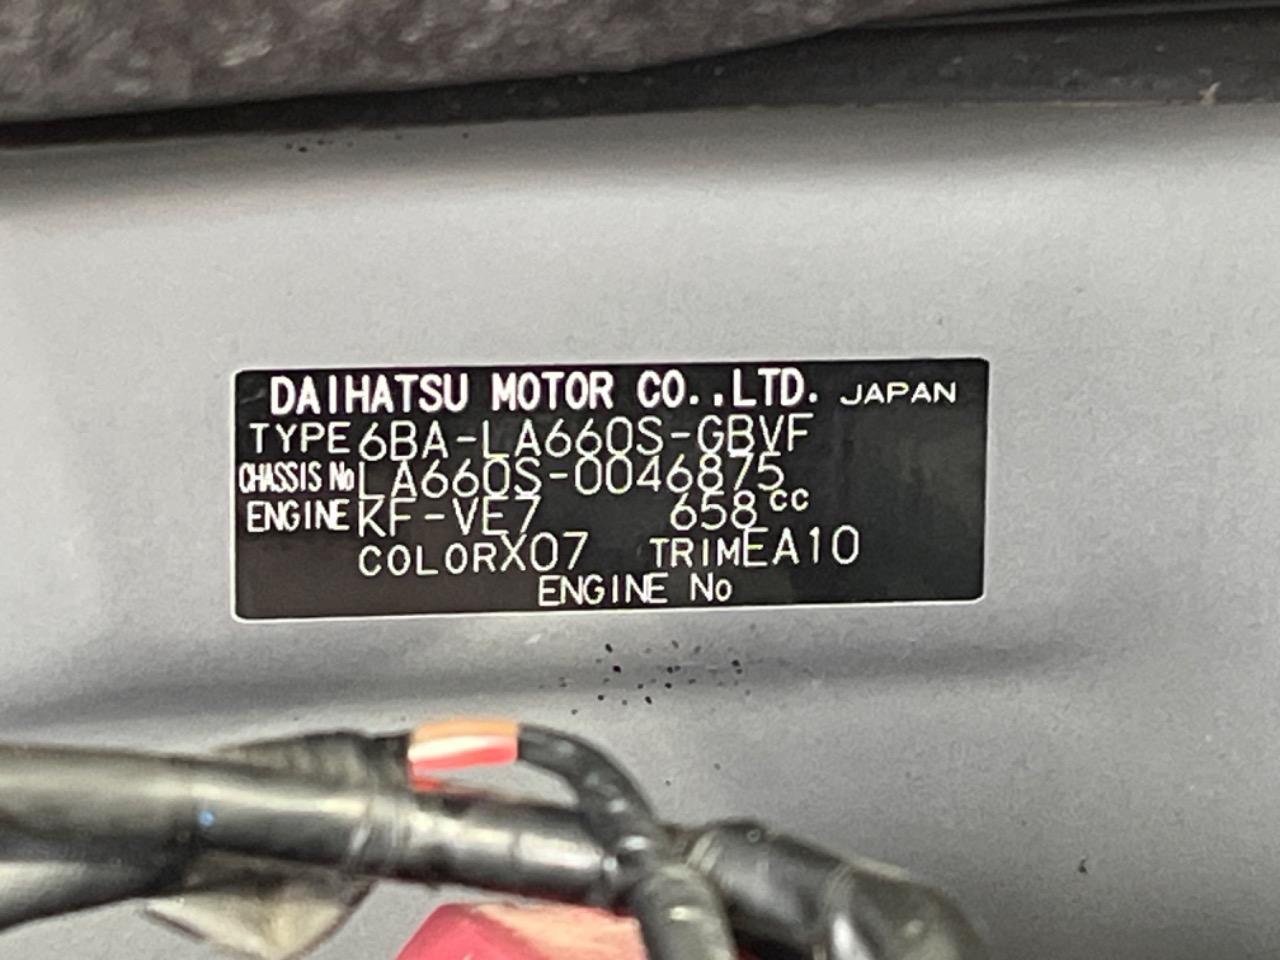 DAIHATSU MOTOR CO.,LTD. JAPAN
TYPE 6BA-LA660S-GBVF
CHASSIS No LA660S-0046875
ENGINE KF-VE7 658cc
COLOR X07 TRIM EA10
ENGINE No